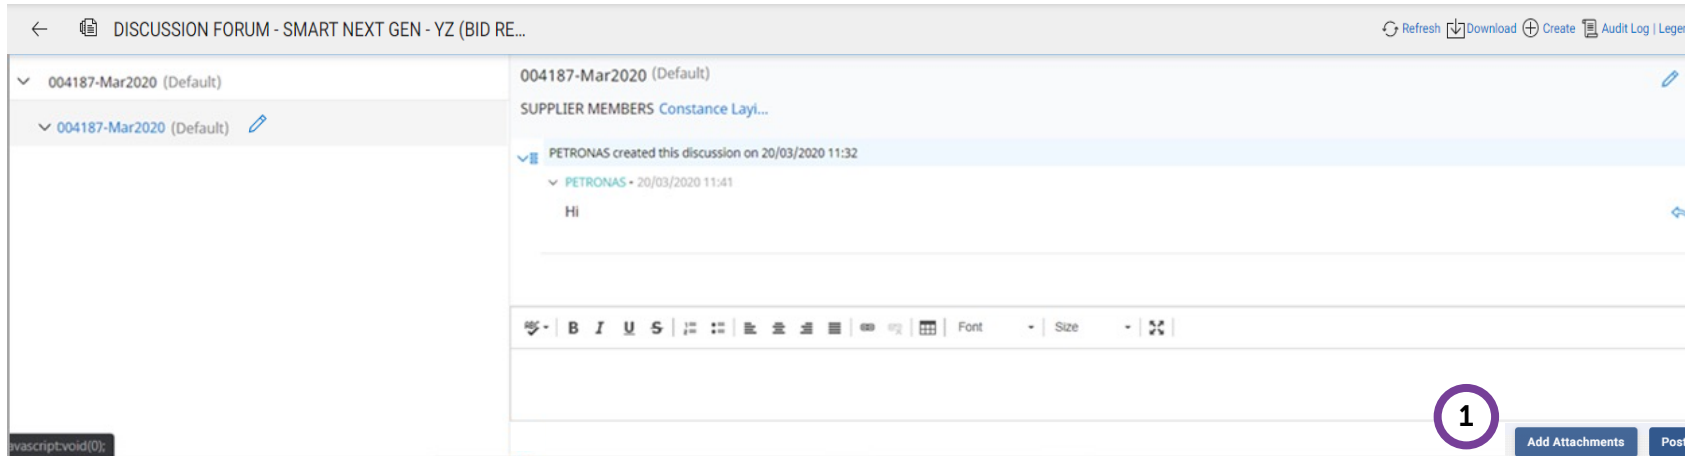 DISCUSSION FORUM - SMART NEXT GEN - YZ (BID RE...
Refresh Download Create Audit Log |
004187-Mar2020 (Default)
004187-Mar2020 (Default)
004187-Mar2020 (Default)
SUPPLIER MEMBERS Constance Layi...
PETRONAS created this discussion on 20/03/2020 11:32
PETRONAS • 20/03/2020 11:41
Hi
ABC B I U S Font Size
1
avascript:void(0);
Add Attachments Post